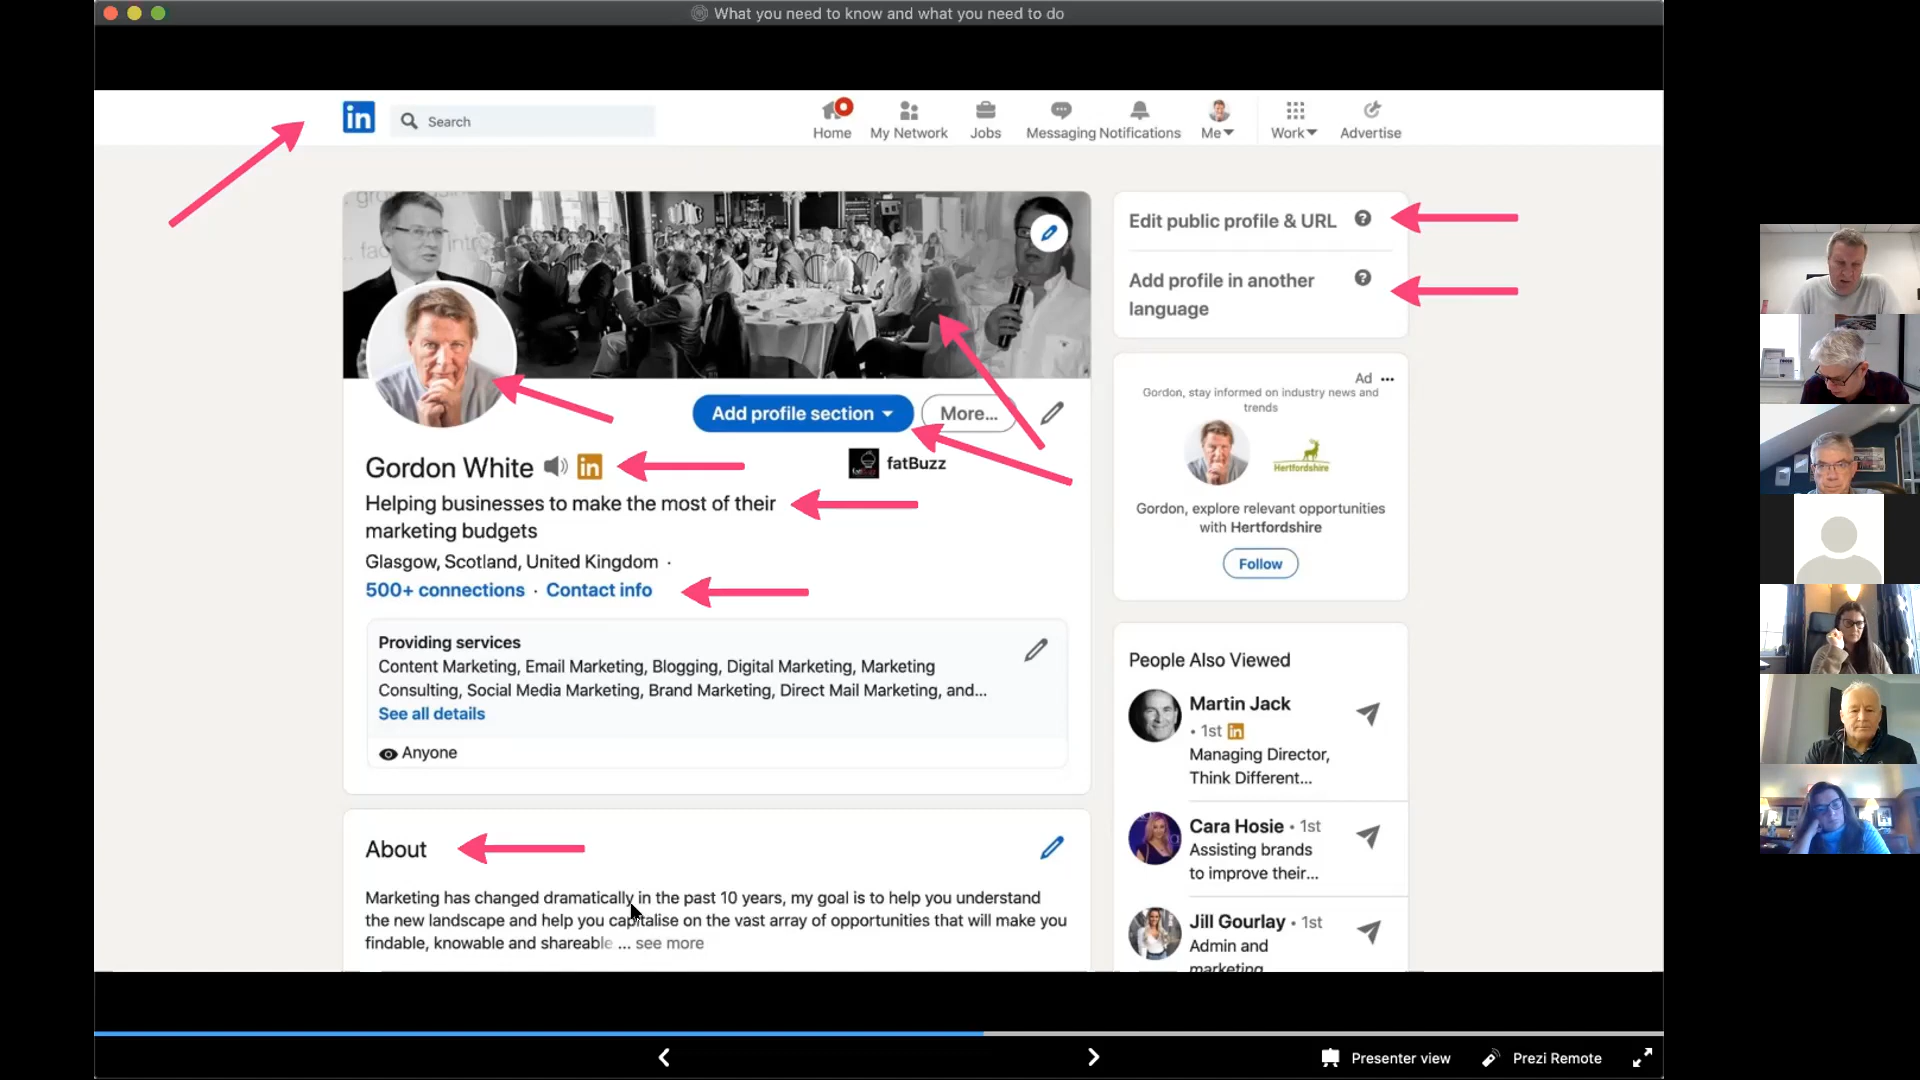 What you need to know and what you need to do
in
Search
Home
My Network
Jobs
Messaging
Notifications
Me
Work
Advertise
Edit public profile & URL
Add profile in another
language
Ad
Gordon, stay informed on industry news and
trends
Hertfordshire
Gordon, explore relevant opportunities
with Hertfordshire
Follow
Add profile section
More...
Gordon White in
fatBuzz
Helping businesses to make the most of their
marketing budgets
Glasgow, Scotland, United Kingdom ·
500+ connections · Contact info
Providing services
Content Marketing, Email Marketing, Blogging, Digital Marketing, Marketing
Consulting, Social Media Marketing, Brand Marketing, Direct Mail Marketing, and...
See all details
Anyone
People Also Viewed
Martin Jack
• 1st in
Managing Director,
Think Different...
Cara Hosie • 1st
Assisting brands
to improve their...
Jill Gourlay • 1st
Admin and
marketing
About
Marketing has changed dramatically in the past 10 years, my goal is to help you understand
the new landscape and help you capitalise on the vast array of opportunities that will make you
findable, knowable and shareable ... see more
Presenter view
Prezi Remote